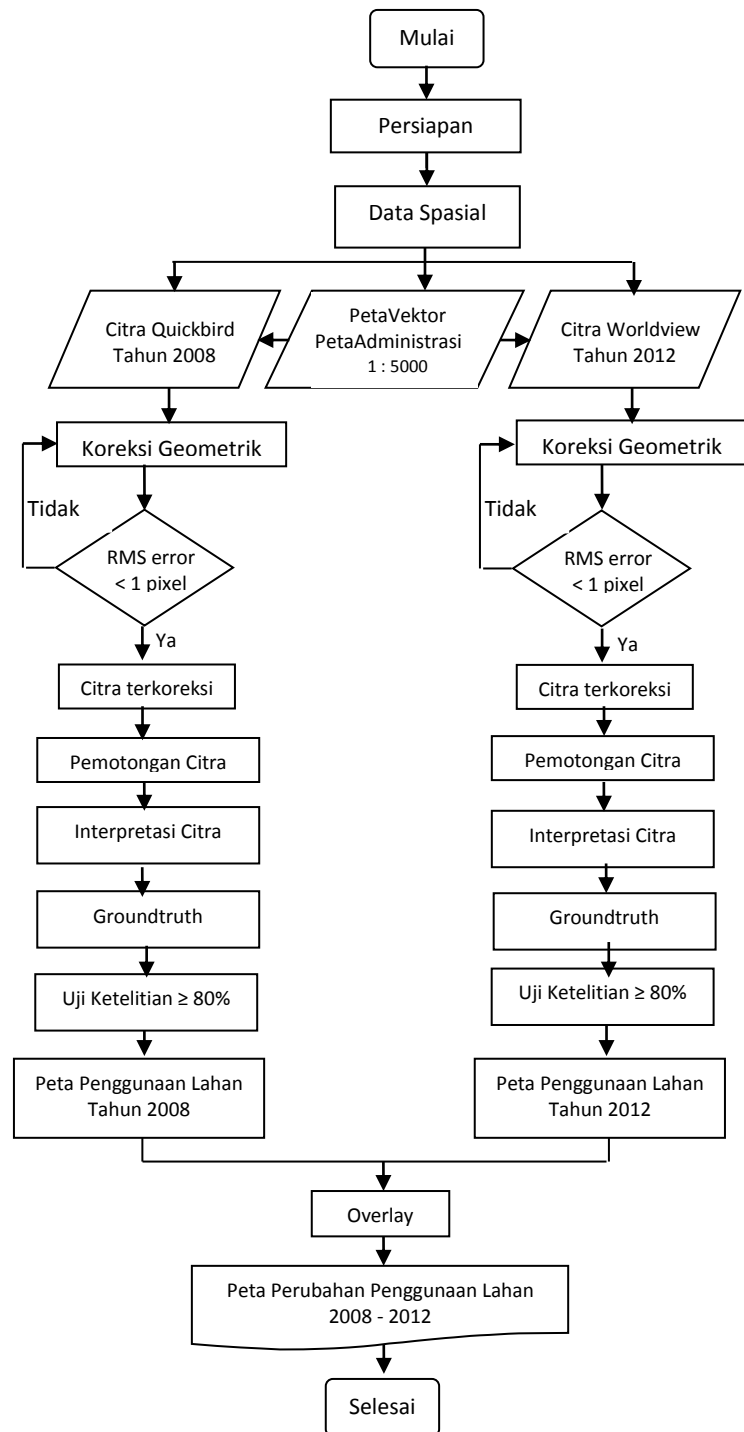 Mulai
Persiapan
Data Spasial
Citra Quickbird
Tahun 2008
PetaVektor
PetaAdministrasi
1 : 5000
Citra Worldview
Tahun 2012
Koreksi Geometrik
Tidak
RMS error
< 1 pixel
Ya
Citra terkoreksi
Pemotongan Citra
Interpretasi Citra
Groundtruth
Uji Ketelitian ≥ 80%
Peta Penggunaan Lahan
Tahun 2008
Koreksi Geometrik
Tidak
RMS error
< 1 pixel
Ya
Citra terkoreksi
Pemotongan Citra
Interpretasi Citra
Groundtruth
Uji Ketelitian ≥ 80%
Peta Penggunaan Lahan
Tahun 2012
Overlay
Peta Perubahan Penggunaan Lahan
2008 - 2012
Selesai